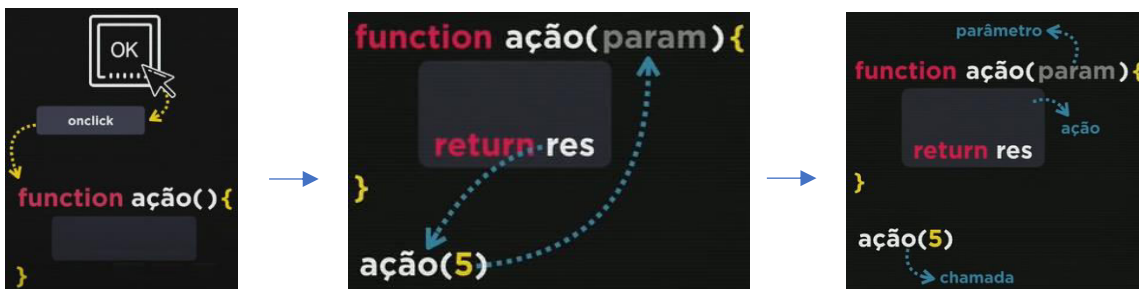 OK
onclick
function ação(){
}
function ação(param){
return res
}
ação(5)
parâmetro
function ação(param){
ação
return res
}
ação(5)
chamada